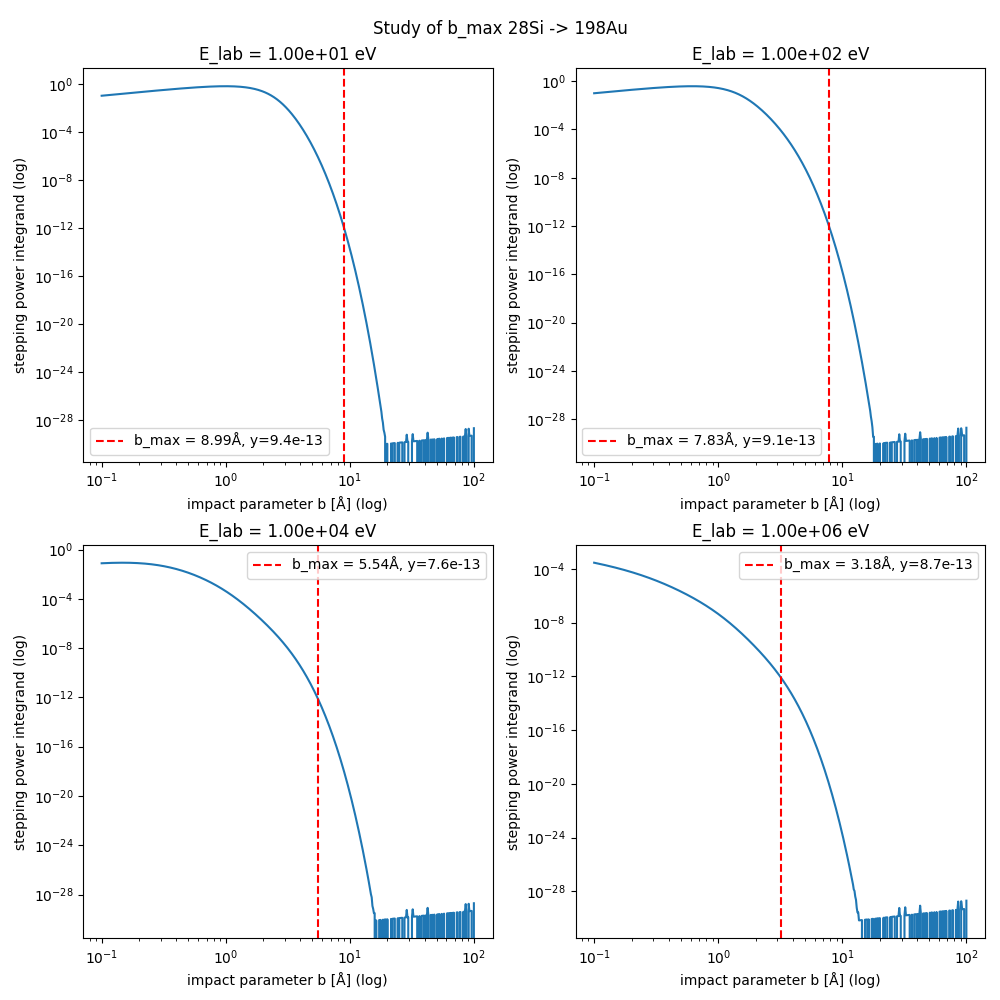 Study of b_max 28Si -> 198Au
E_lab = 1.00e+01 eV
stepping power integrand (log)
10^0
10^−4
10^−8
10^−12
10^−16
10^−20
10^−24
10^−28
b_max = 8.99Å, y=9.4e-13
10^−1
10^0
10^1
10^2
impact parameter b [Å] (log)
E_lab = 1.00e+02 eV
stepping power integrand (log)
10^0
10^−4
10^−8
10^−12
10^−16
10^−20
10^−24
10^−28
b_max = 7.83Å, y=9.1e-13
10^−1
10^0
10^1
10^2
impact parameter b [Å] (log)
E_lab = 1.00e+04 eV
stepping power integrand (log)
10^0
10^−4
10^−8
10^−12
10^−16
10^−20
10^−24
10^−28
b_max = 5.54Å, y=7.6e-13
10^−1
10^0
10^1
10^2
impact parameter b [Å] (log)
E_lab = 1.00e+06 eV
stepping power integrand (log)
10^−4
10^−8
10^−12
10^−16
10^−20
10^−24
10^−28
b_max = 3.18Å, y=8.7e-13
10^−1
10^0
10^1
10^2
impact parameter b [Å] (log)